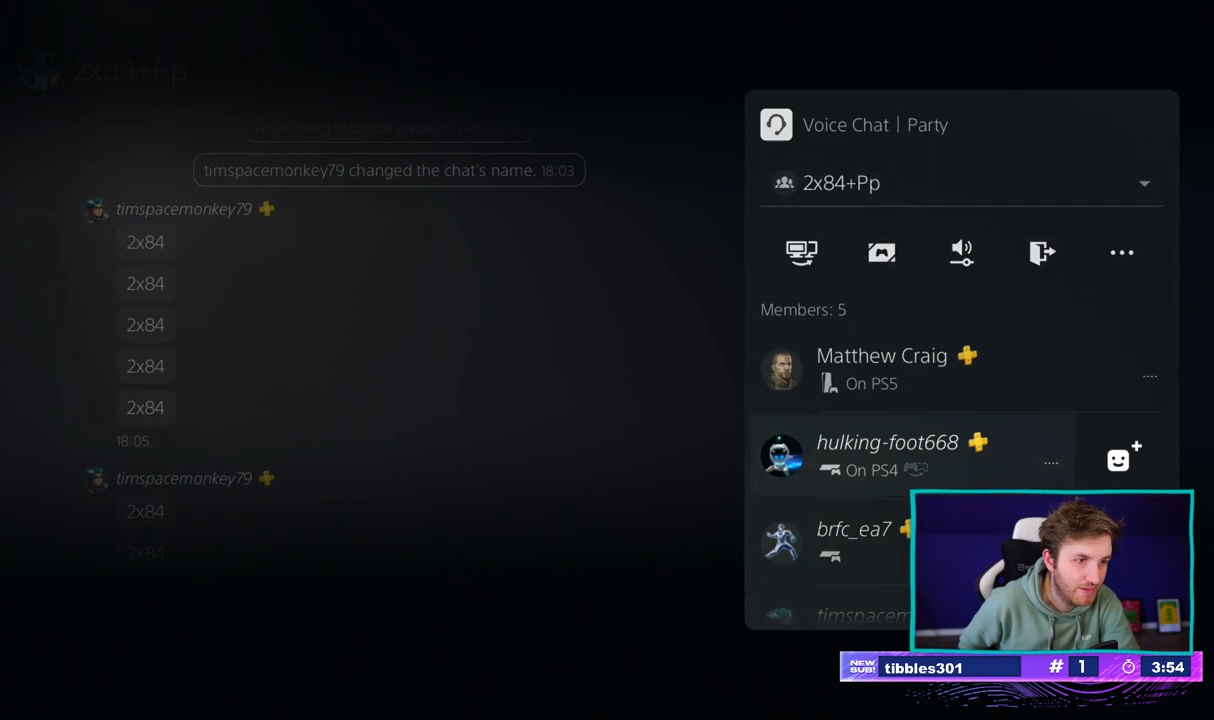 2x84+Pp
timspacemonkey79 changed the chat's name. 18:03
timspacemonkey79
2x84
2x84
2x84
2x84
2x84
18:05
timspacemonkey79
2x84
2x84
Voice Chat | Party
2x84+Pp
Members: 5
Matthew Craig
On PS5
hulking-foot668
On PS4
brfc_ea7
NEW SUB! tibbles301 # 1 3:54